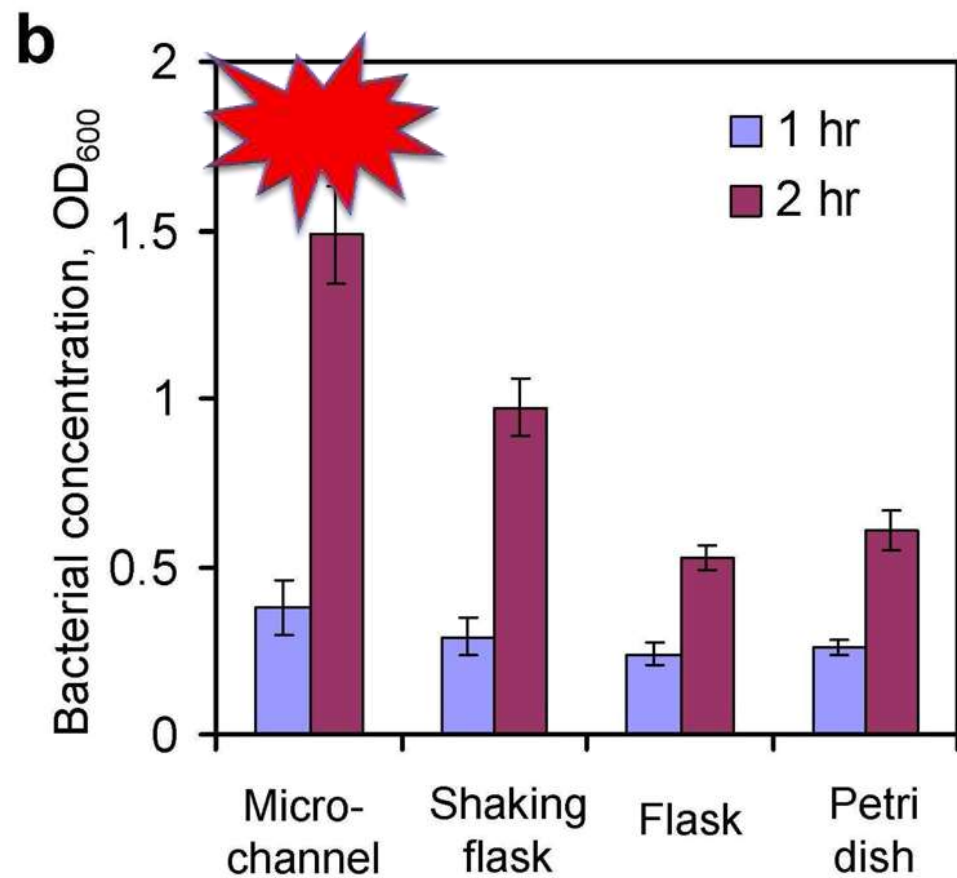 b
Bacterial concentration, OD600
2
1.5
1
0.5
0
1 hr
2 hr
Micro-
channel
Shaking
flask
Flask
Petri
dish